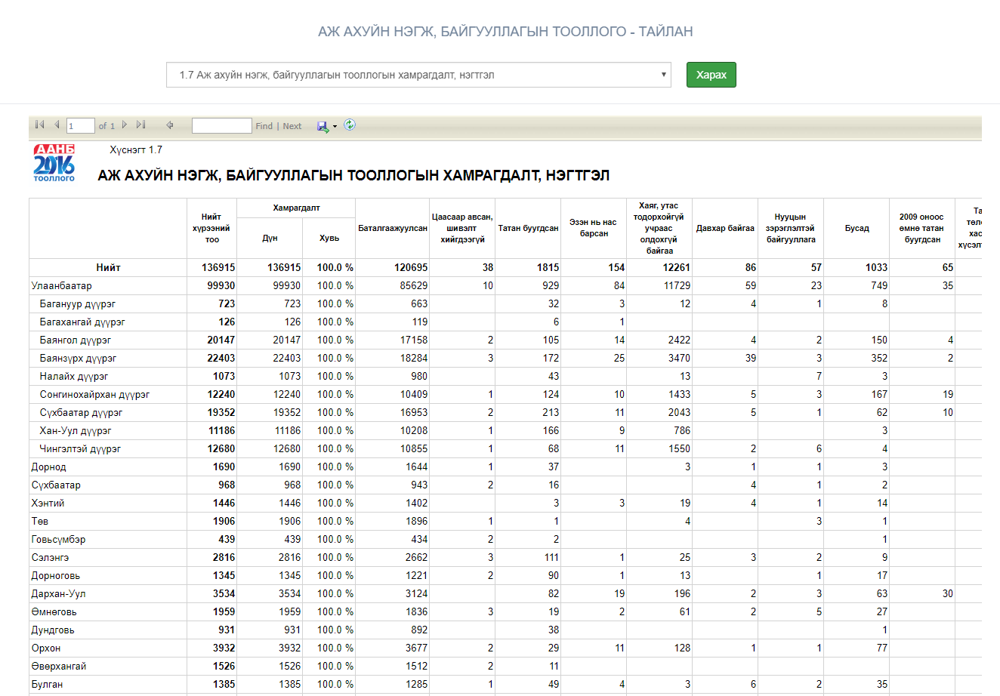 АЖ АХУЙН НЭГЖ, БАЙГУУЛЛАГЫН ТООЛЛОГО - ТАЙЛАН
1.7 Аж ахуйн нэгж, байгууллагын тооллогын хамрагдалт, нэгтгэл
Харах
1 of 1 Find | Next
ААНБ
2016
ТООЛЛОГО
Хүснэгт 1.7
АЖ АХУЙН НЭГЖ, БАЙГУУЛЛАГЫН ТООЛЛОГЫН ХАМРАГДАЛТ, НЭГТГЭЛ
Нийт хүрээний тоо Хамрагдалт Дүн Хувь Баталгаажуулсан Цаасаар авсан, шивэлт хийгдээгүй Татан буугдсан Эзэн нь нас барсан Хаяг, утас тодорхойгүй учраас олдохгүй байгаа Давхар байгаа Нууцын зэрэглэлтэй байгууллага Бусад 2009 оноос өмнө татан буугдсан
Нийт 136915 136915 100.0 % 120695 38 1815 154 12261 86 57 1033 65
Улаанбаатар 99930 99930 100.0 % 85629 10 929 84 11729 59 23 749 35
Багануур дүүрэг 723 723 100.0 % 663 32 3 12 4 1 8
Багахангай дүүрэг 126 126 100.0 % 119 6 1
Баянгол дүүрэг 20147 20147 100.0 % 17158 2 105 14 2422 4 2 150 4
Баянзүрх дүүрэг 22403 22403 100.0 % 18284 3 172 25 3470 39 3 352 2
Налайх дүүрэг 1073 1073 100.0 % 980 43 13 7 3
Сонгинохайрхан дүүрэг 12240 12240 100.0 % 10409 1 124 10 1433 5 3 167 19
Сүхбаатар дүүрэг 19352 19352 100.0 % 16953 2 213 11 2043 5 1 62 10
Хан-Уул дүүрэг 11186 11186 100.0 % 10208 1 166 9 786 3
Чингэлтэй дүүрэг 12680 12680 100.0 % 10855 1 68 11 1550 2 6 4
Дорнод 1690 1690 100.0 % 1644 1 37 3 1 1 3
Сүхбаатар 968 968 100.0 % 943 2 16 4 1 2
Хэнтий 1446 1446 100.0 % 1402 3 3 19 4 1 14
Төв 1906 1906 100.0 % 1896 1 1 4 3 1
Говьсүмбэр 439 439 100.0 % 434 2 2 1
Сэлэнгэ 2816 2816 100.0 % 2662 3 111 1 25 3 2 9
Дорноговь 1345 1345 100.0 % 1221 2 90 1 13 1 17
Дархан-Уул 3534 3534 100.0 % 3124 82 19 196 2 3 63 30
Өмнөговь 1959 1959 100.0 % 1836 3 19 2 61 2 5 27
Дундговь 931 931 100.0 % 892 38 1
Орхон 3932 3932 100.0 % 3677 2 29 11 128 1 1 77
Өвөрхангай 1526 1526 100.0 % 1512 2 11
Булган 1385 1385 100.0 % 1285 1 49 4 3 6 2 35